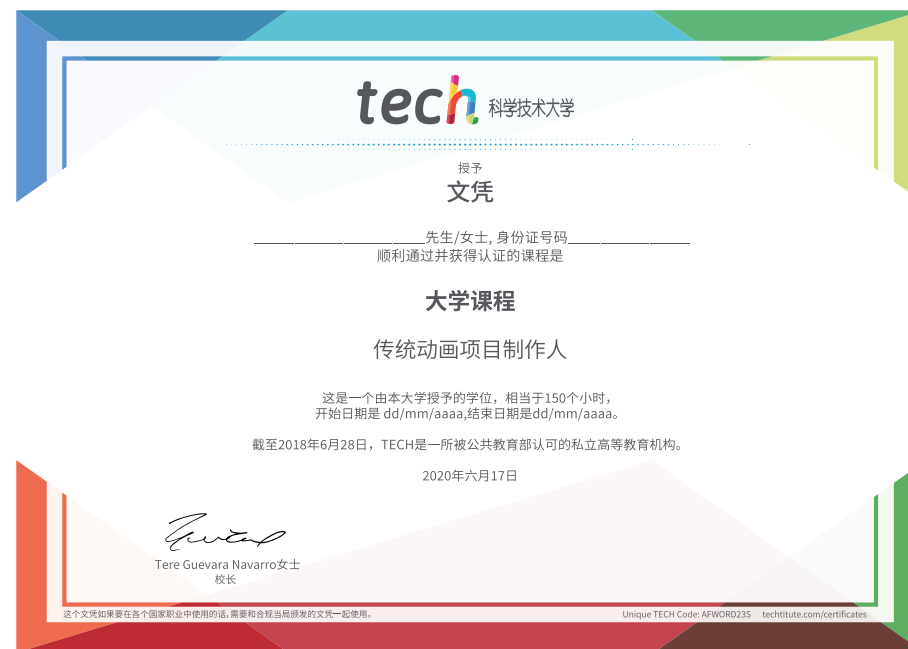 tech 科学技术大学
授予
文凭
先生/女士, 身份证号码
顺利通过并获得认证的课程是
大学课程
传统动画项目制作人
这是一个由本大学授予的学位，相当于150个小时，
开始日期是 dd/mm/aaaa,结束日期是dd/mm/aaaa。
截至2018年6月28日，TECH是一所被公共教育部认可的私立高等教育机构。
2020年六月17日
Tere Guevara Navarro女士
校长
这个文凭如果要在各个国家职业中使用的话,需要和合规当局颁发的文凭一起使用。
Unique TECH Code: AFWORD23S techtitute.com/certificates